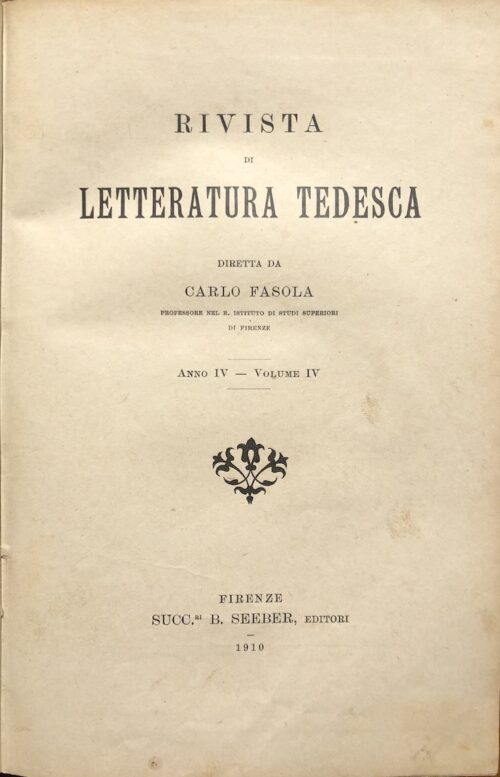 RIVISTA
DI
LETTERATURA TEDESCA
DIRETTA DA
CARLO FASOLA
PROFESSORE NEL R. ISTITUTO DI STUDI SUPERIORI
DI FIRENZE
ANNO IV — VOLUME IV
FIRENZE
SUCC.RI B. SEEBER, EDITORI
1910